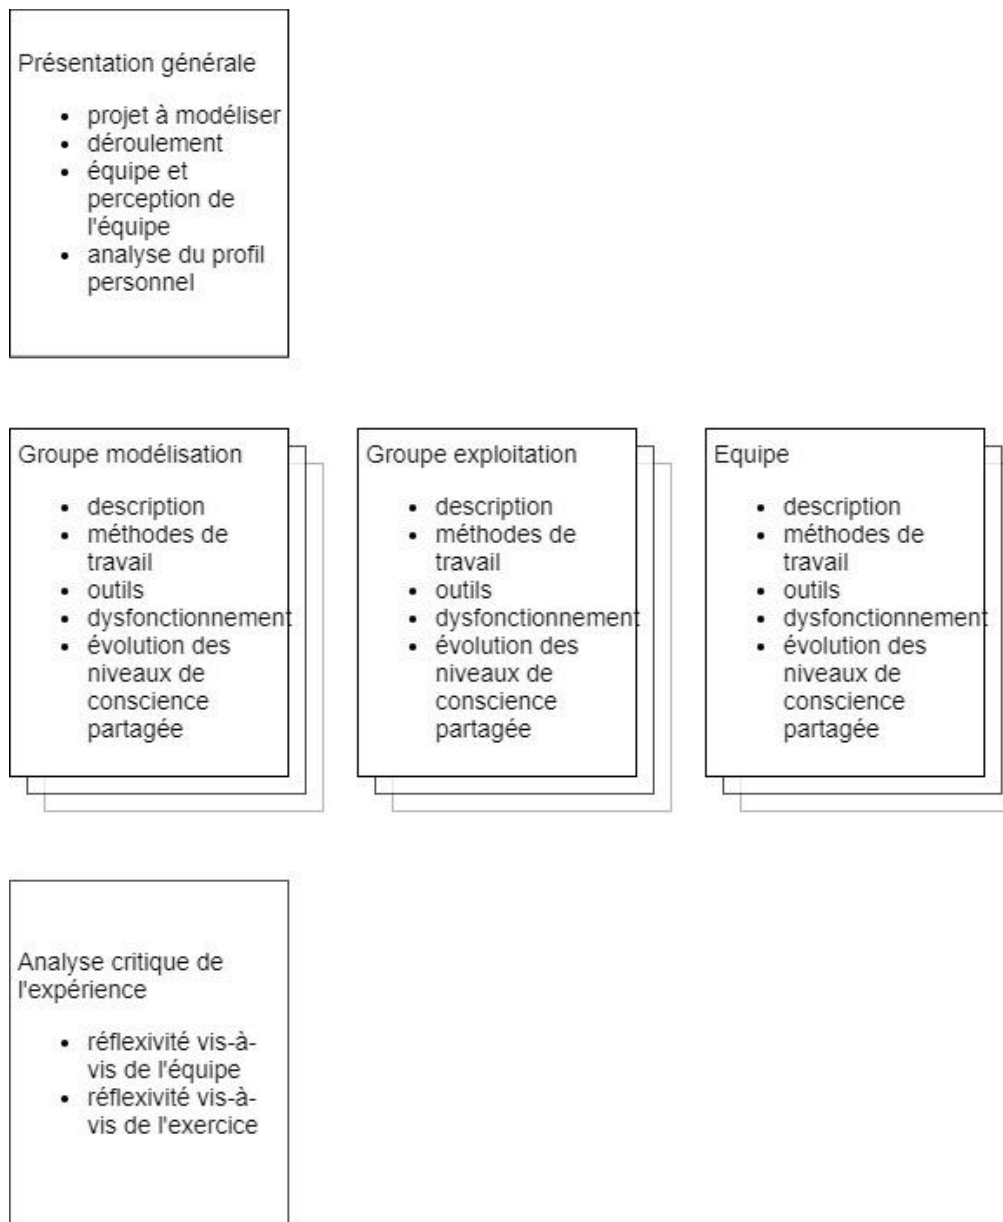 Présentation générale
• projet à modéliser
• déroulement
• équipe et
perception de
l'équipe
• analyse du profil
personnel
Groupe modélisation
• description
• méthodes de
travail
• outils
• dysfonctionnement
• évolution des
niveaux de
conscience
partagée
Groupe exploitation
• description
• méthodes de
travail
• outils
• dysfonctionnement
• évolution des
niveaux de
conscience
partagée
Equipe
• description
• méthodes de
travail
• outils
• dysfonctionnement
• évolution des
niveaux de
conscience
partagée
Analyse critique de
l'expérience
• réflexivité vis-à-
vis de l'équipe
• réflexivité vis-à-
vis de l'exercice